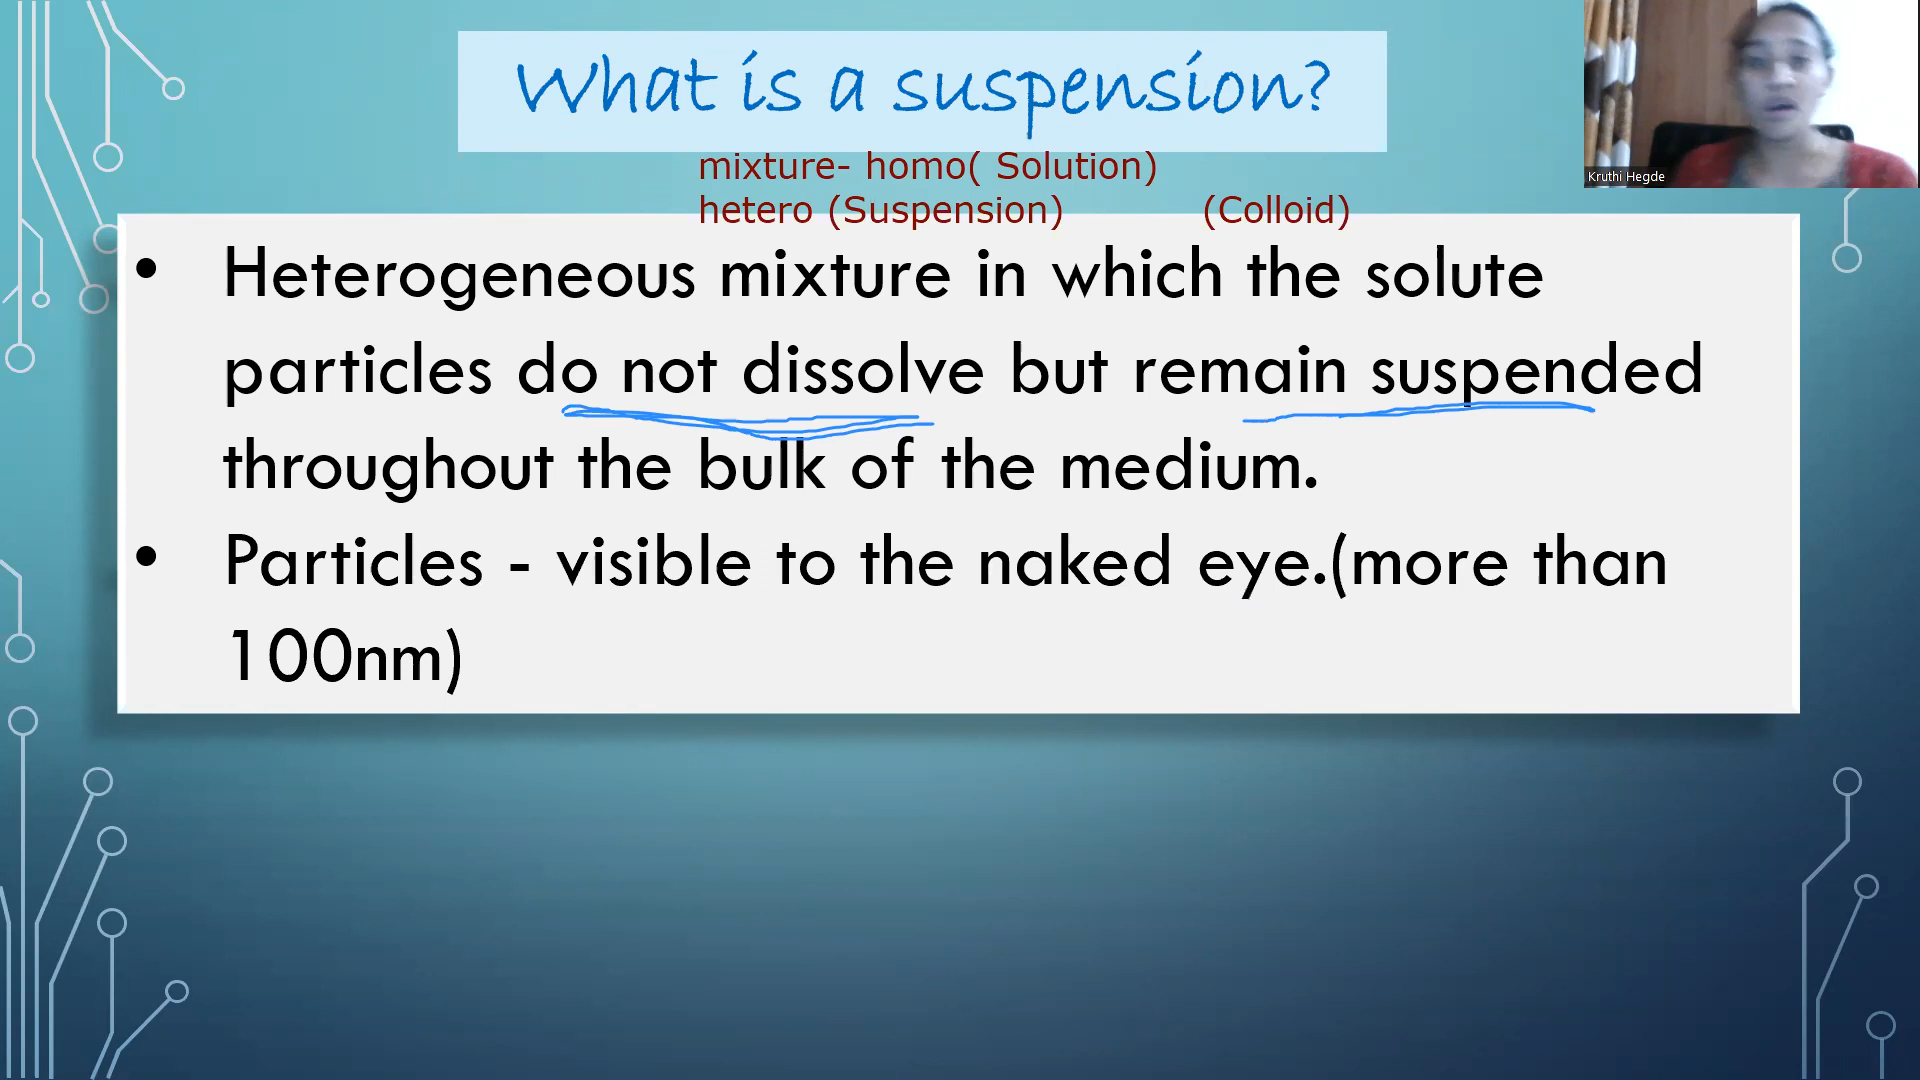 What is a suspension?
Kruthi Hegde
mixture- homo( Solution)
hetero (Suspension) (Colloid)
• Heterogeneous mixture in which the solute
particles do not dissolve but remain suspended
throughout the bulk of the medium.
• Particles - visible to the naked eye.(more than
100nm)